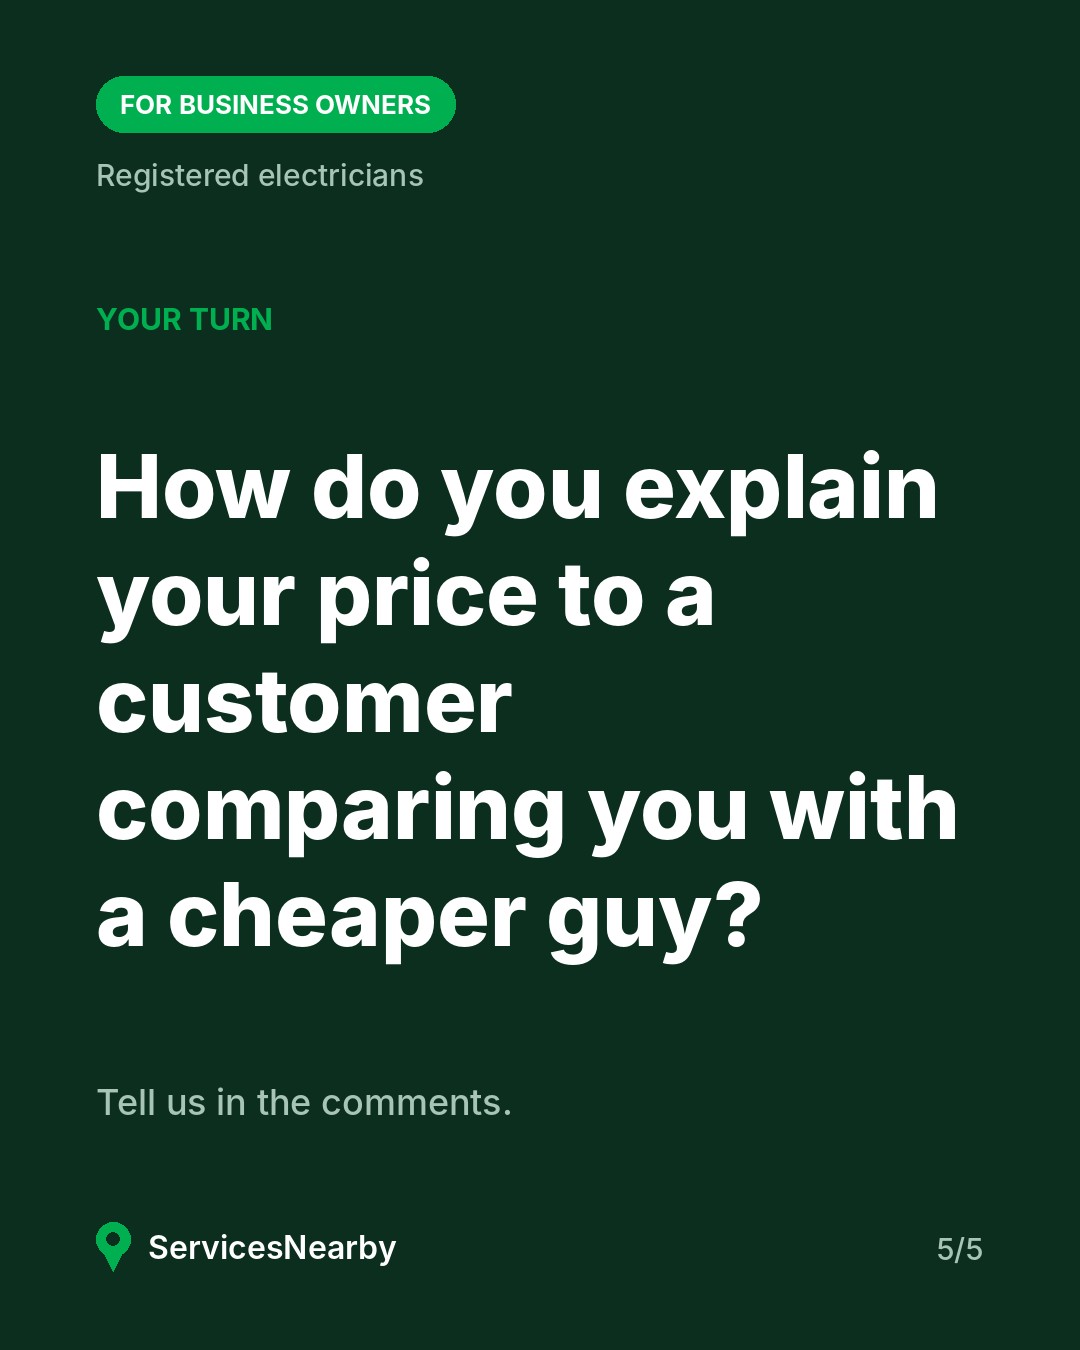 FOR BUSINESS OWNERS
Registered electricians
YOUR TURN
How do you explain
your price to a
customer
comparing you with
a cheaper guy?
Tell us in the comments.
ServicesNearby
5/5